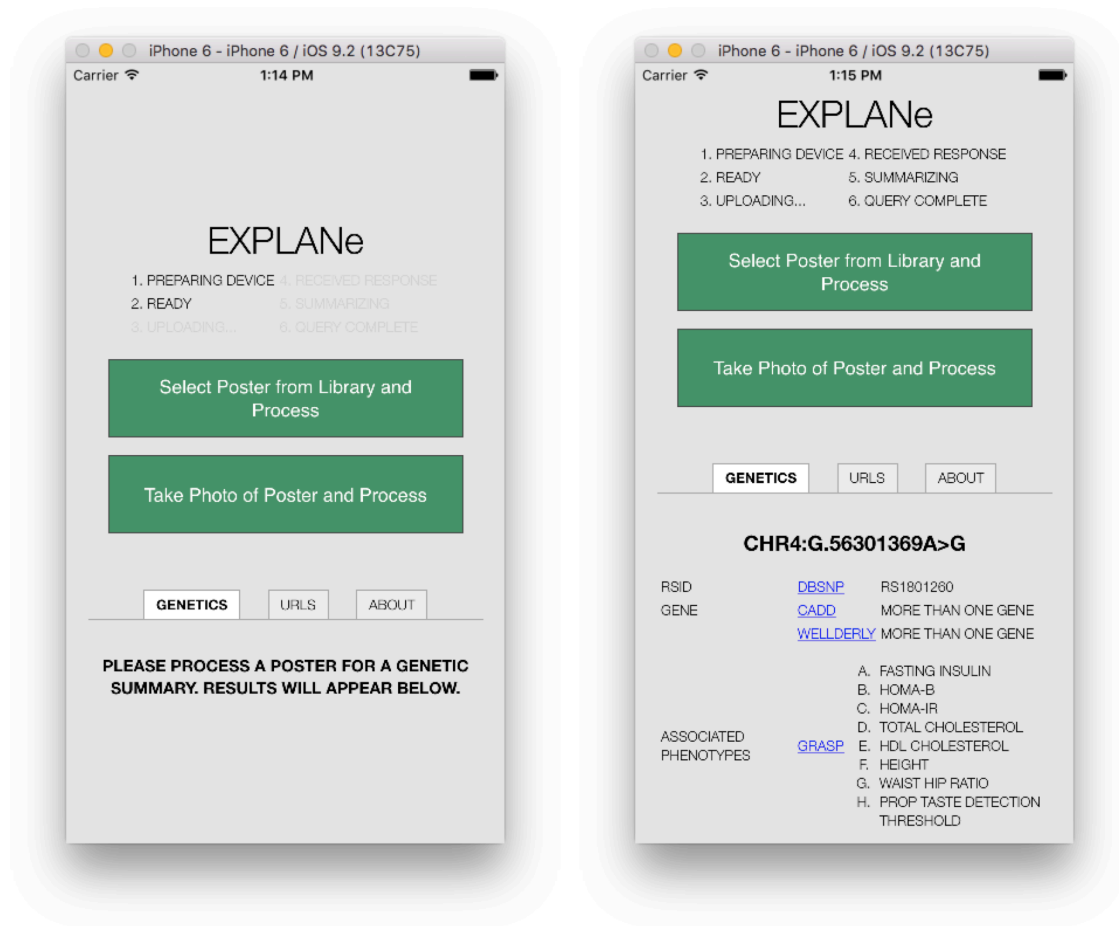 iPhone 6 - iPhone 6 / iOS 9.2 (13C75)
Carrier 1:14 PM
EXPLANe
1. PREPARING DEVICE 4. RECEIVED RESPONSE
2. READY 5. SUMMARIZING
3. UPLOADING... 6. QUERY COMPLETE
Select Poster from Library and
Process
Take Photo of Poster and Process
GENETICS URLS ABOUT
PLEASE PROCESS A POSTER FOR A GENETIC
SUMMARY. RESULTS WILL APPEAR BELOW.
iPhone 6 - iPhone 6 / iOS 9.2 (13C75)
Carrier 1:15 PM
EXPLANe
1. PREPARING DEVICE 4. RECEIVED RESPONSE
2. READY 5. SUMMARIZING
3. UPLOADING... 6. QUERY COMPLETE
Select Poster from Library and
Process
Take Photo of Poster and Process
GENETICS URLS ABOUT
CHR4:G.56301369A>G
RSID DBSNP RS1801260
GENE CADD MORE THAN ONE GENE
WELLDERLY MORE THAN ONE GENE
ASSOCIATED
PHENOTYPES
GRASP
A. FASTING INSULIN
B. HOMA-B
C. HOMA-IR
D. TOTAL CHOLESTEROL
E. HDL CHOLESTEROL
F. HEIGHT
G. WAIST HIP RATIO
H. PROP TASTE DETECTION
THRESHOLD